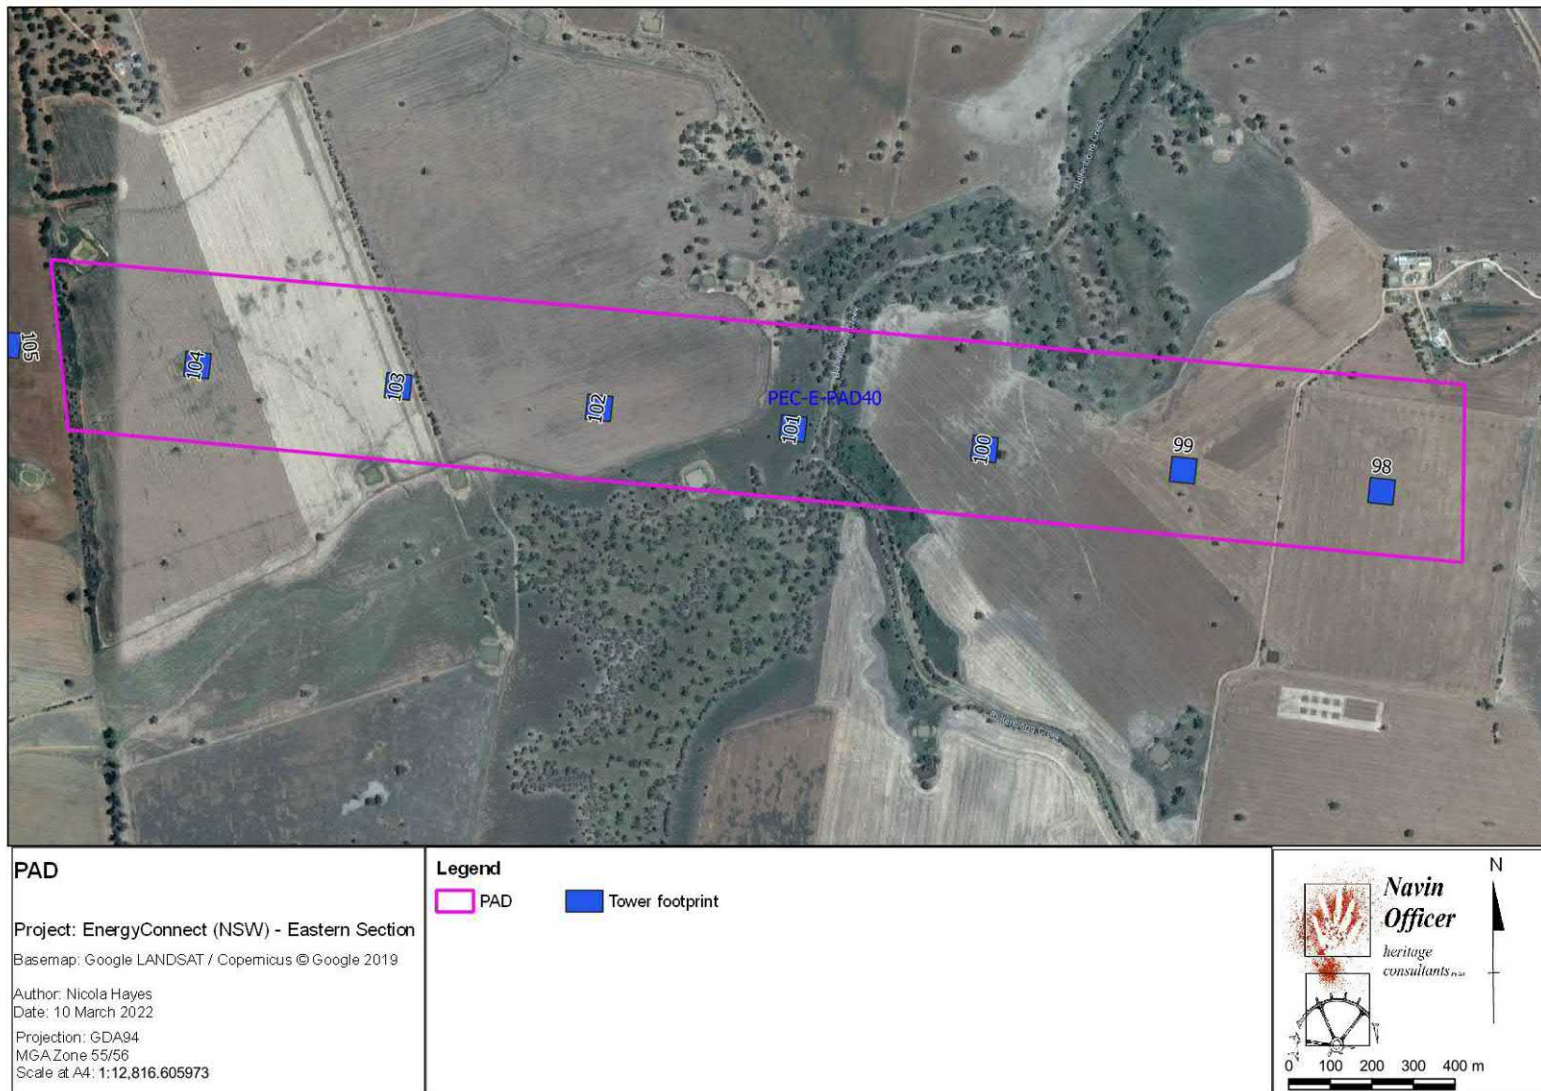 105
104
103
102
101
PEC-E-PAD40
100
99
98
PAD
Project: EnergyConnect (NSW) - Eastern Section
Basemap: Google LANDSAT / Copernicus © Google 2019
Author: Nicola Hayes
Date: 10 March 2022
Projection: GDA94
MGA Zone 55/56
Scale at A4: 1:12,816.605973
Legend
PAD
Tower footprint
Navin
Officer
heritage
consultants
N
0 100 200 300 400 m